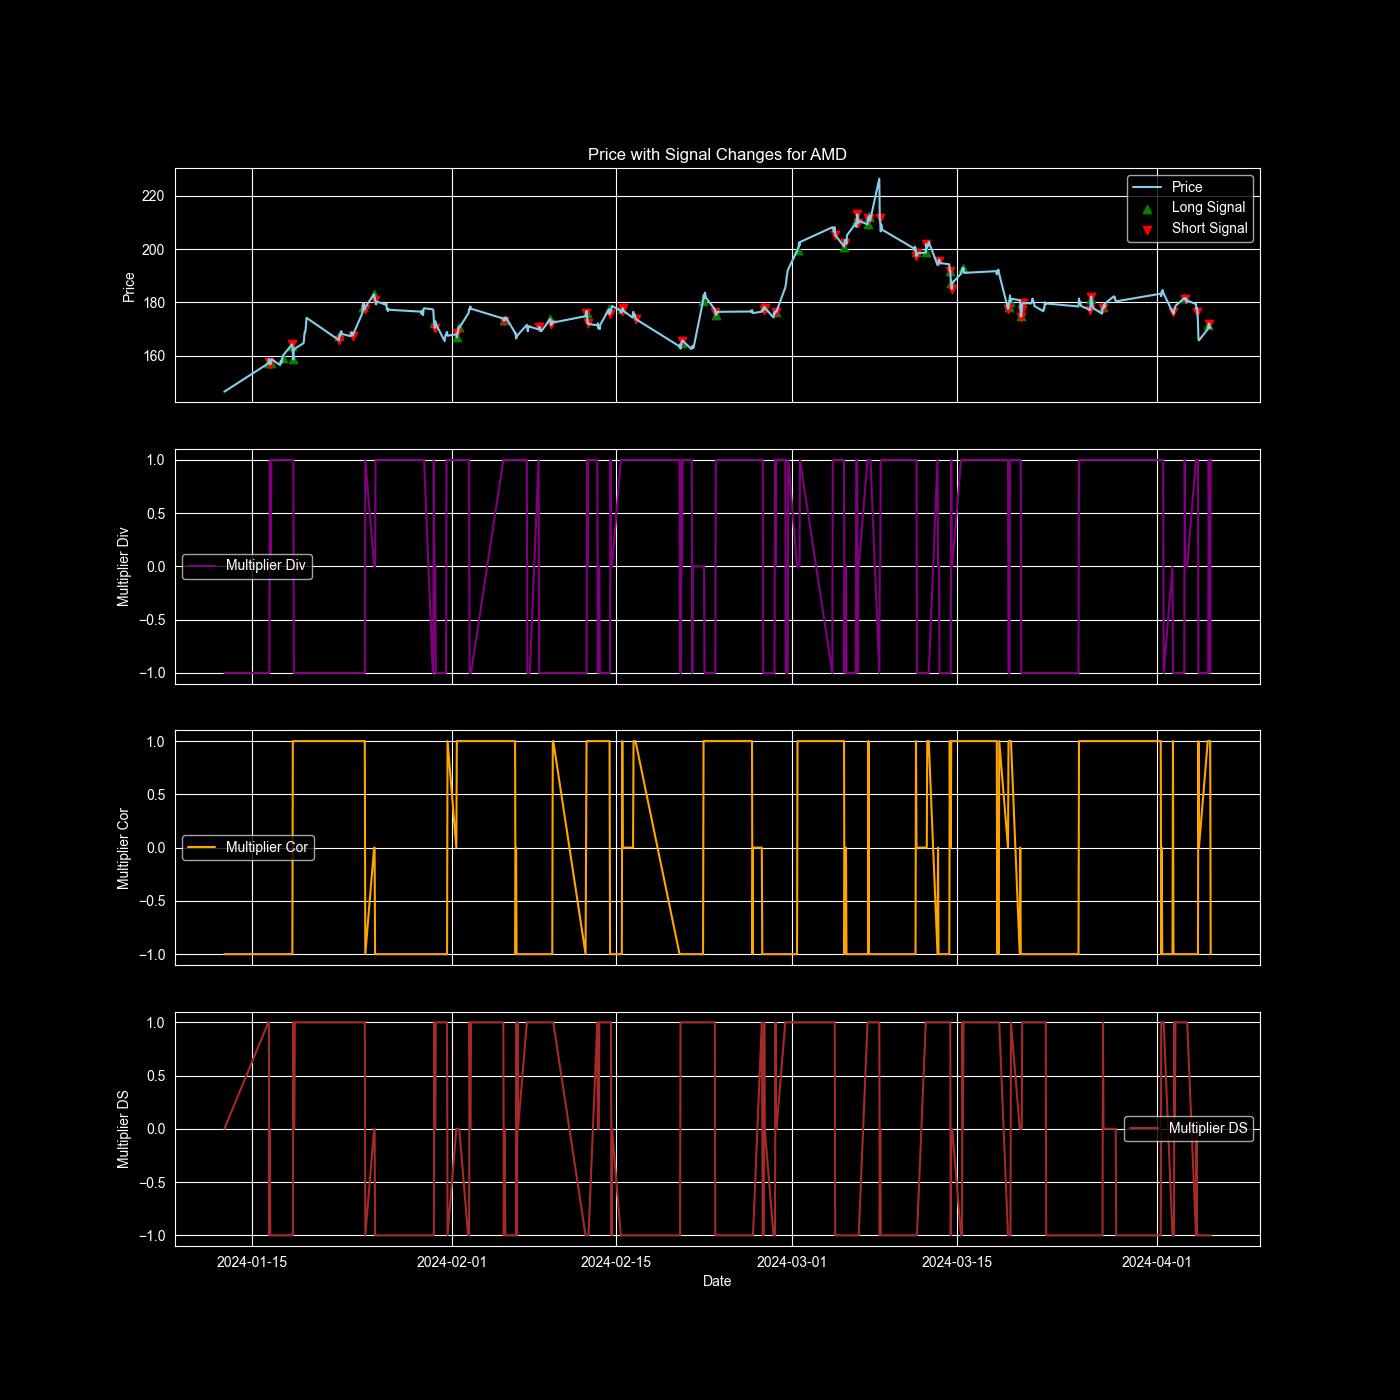 Price with Signal Changes for AMD
220
200
180
160
Price
Price
Long Signal
Short Signal
1.0
0.5
0.0
−0.5
−1.0
Multiplier Div
Multiplier Div
1.0
0.5
0.0
−0.5
−1.0
Multiplier Cor
Multiplier Cor
1.0
0.5
0.0
−0.5
−1.0
Multiplier DS
Multiplier DS
2024-01-15 2024-02-01 2024-02-15 2024-03-01 2024-03-15 2024-04-01
Date